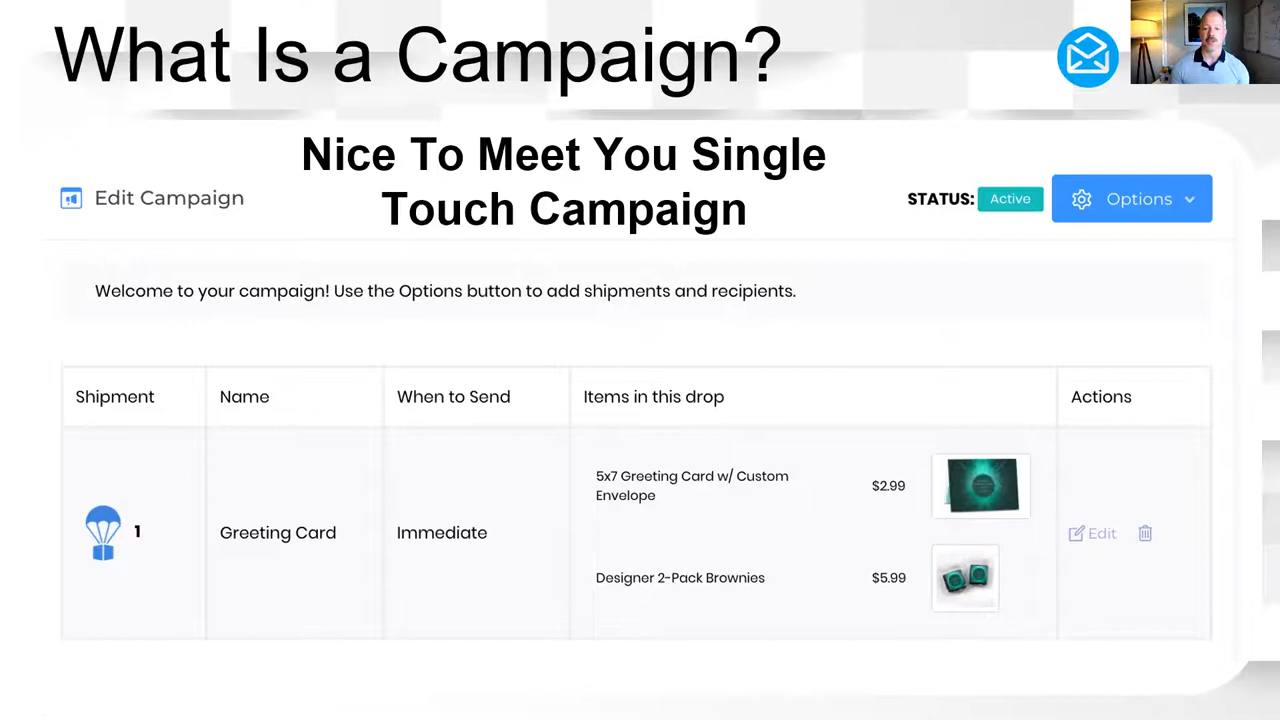 What Is a Campaign?
Nice To Meet You Single
Touch Campaign
Edit Campaign
STATUS: Active
Options
Welcome to your campaign! Use the Options button to add shipments and recipients.
Shipment Name When to Send Items in this drop Actions
1 Greeting Card Immediate
5x7 Greeting Card w/ Custom
Envelope
$2.99
Designer 2-Pack Brownies $5.99
Edit